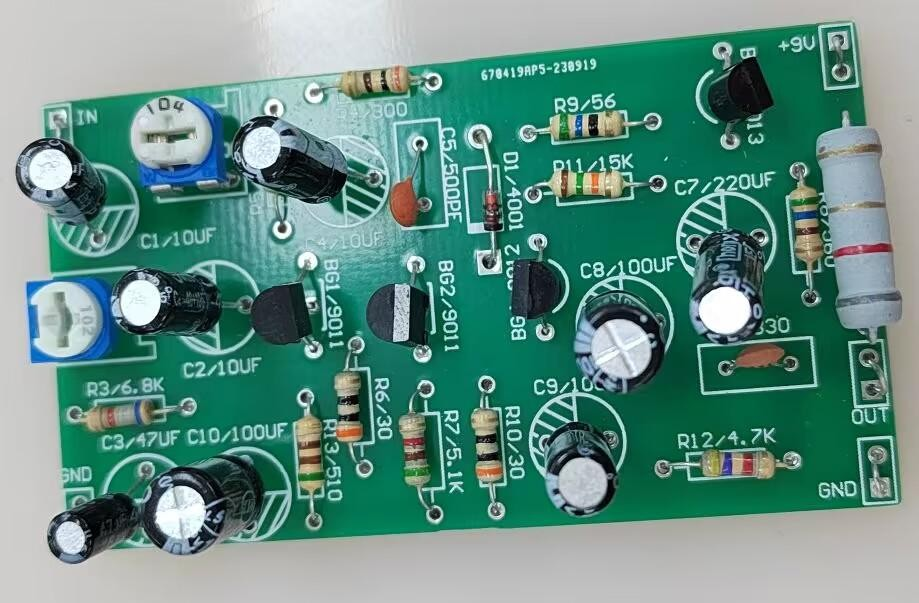 +9V
670419AP5-230919
IN
104
R9/56
C5/500PF
D1/4001
R11/15K
C7/220UF
C1/10UF
C4/10UF
BG1/9011
BG2/9011
C8/100UF
102
C2/10UF
R3/6.8K
R6/30
C3/47UF
C10/100UF
R13/510
R7/5.1K
R10/30
R12/4.7K
OUT
GND
GND